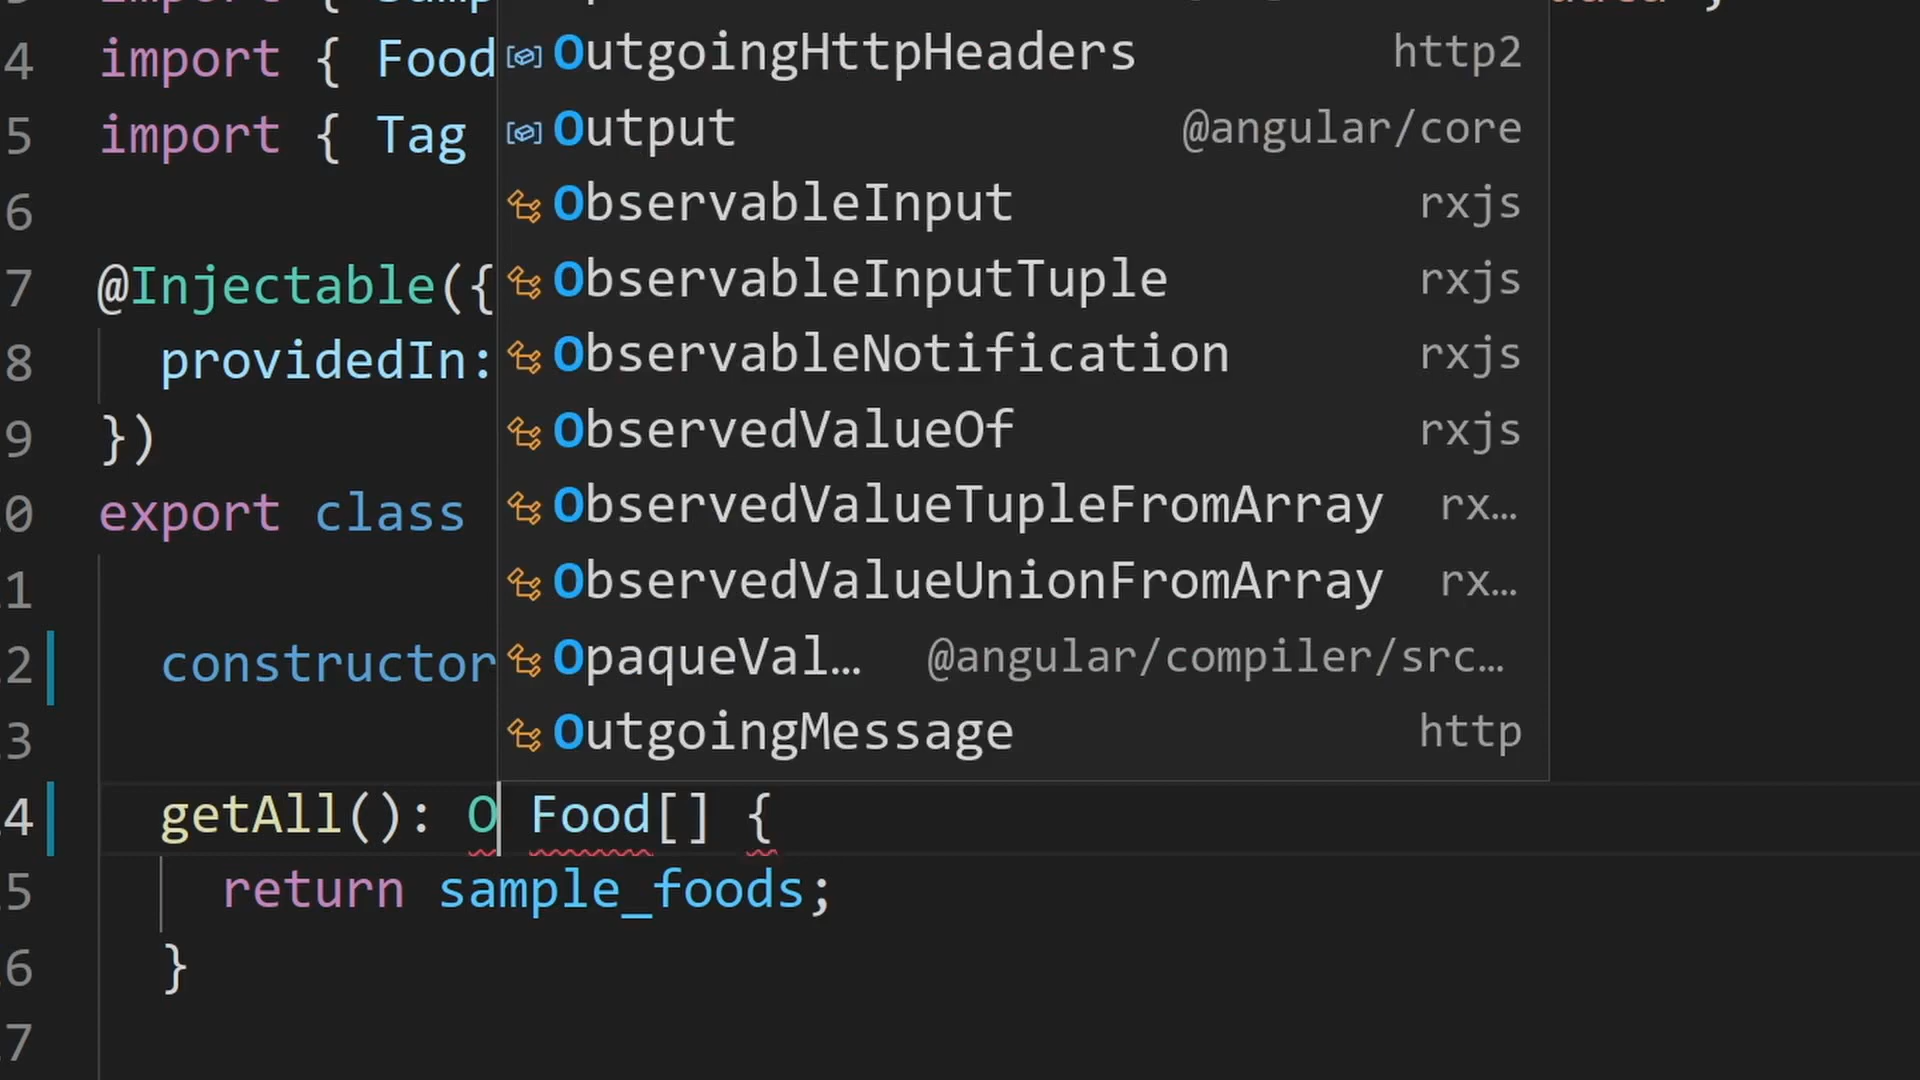 import {
4 import { Food
5 import { Tag
6
7 @Injectable({
8 providedIn:
9 })
0 export class
1
2 constructor
3
4 getAll(): O Food[] {
5 return sample_foods;
6 }
7
OutgoingHttpHeaders http2
Output @angular/core
ObservableInput rxjs
ObservableInputTuple rxjs
ObservableNotification rxjs
ObservedValueOf rxjs
ObservedValueTupleFromArray rx…
ObservedValueUnionFromArray rx…
OpaqueVal… @angular/compiler/src…
OutgoingMessage http